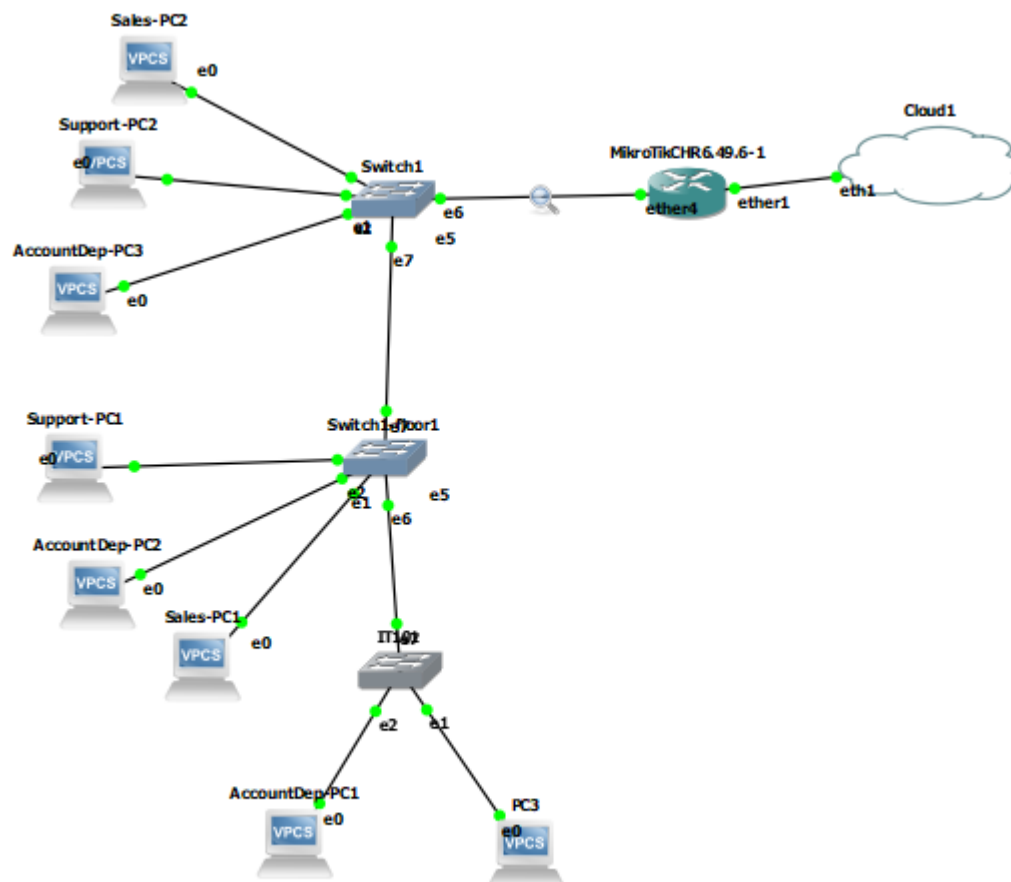 Sales-PC2
VPCS
e0
Support-PC2
e0
VPCS
Switch1
AccountDep-PC3
VPCS
e0
e6
e5
e7
MikroTikCHR6.49.6-1
ether4
ether1
Cloud1
eth1
Support-PC1
e0
VPCS
Switch1-floor1
e2
e1
e5
e6
AccountDep-PC2
VPCS
e0
Sales-PC1
VPCS
e0
e2
e1
AccountDep-PC1
VPCS
e0
PC3
e0
VPCS